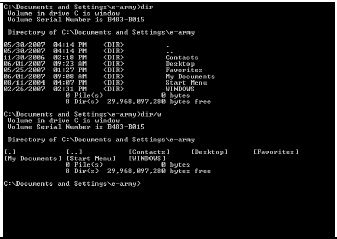 C:\Documents and Settings\e-army>dir
Volume in drive C is window
Volume Serial Number is B483-B015
Directory of C:\Documents and Settings\e-army
05/30/2007 04:14 PM <DIR> .
05/30/2007 04:14 PM <DIR> ..
11/30/2006 02:18 PM <DIR> Contacts
06/01/2007 09:23 AM <DIR> Desktop
05/25/2007 01:27 PM <DIR> Favorites
06/01/2007 09:08 AM <DIR> My Documents
08/11/2004 04:07 PM <DIR> Start Menu
02/26/2007 02:31 PM <DIR> WINDOWS
0 File(s) 0 bytes
8 Dir(s) 29,968,097,280 bytes free
C:\Documents and Settings\e-army>dir/w
Volume in drive C is window
Volume Serial Number is B483-B015
Directory of C:\Documents and Settings\e-army
[.] [..] [Contacts] [Desktop] [Favorites]
[My Documents] [Start Menu] [WINDOWS]
0 File(s) 0 bytes
8 Dir(s) 29,968,097,280 bytes free
C:\Documents and Settings\e-army>